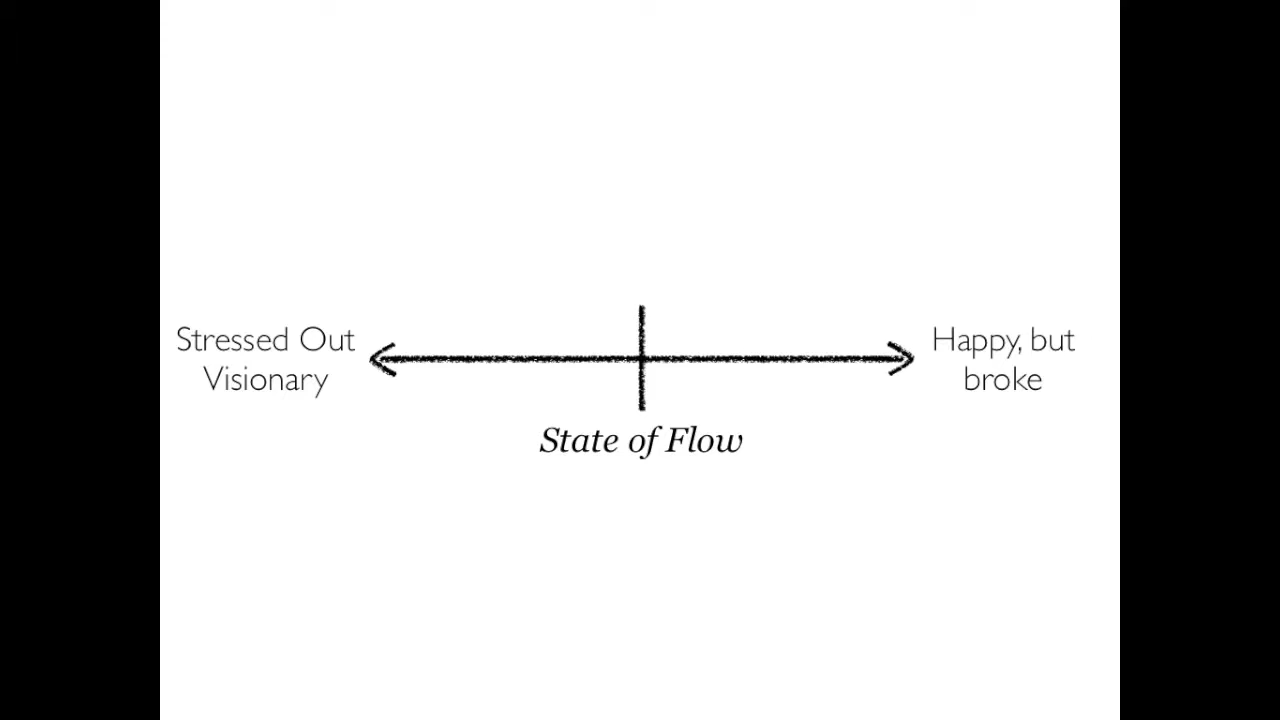 Stressed Out
Visionary
Happy, but
broke
State of Flow